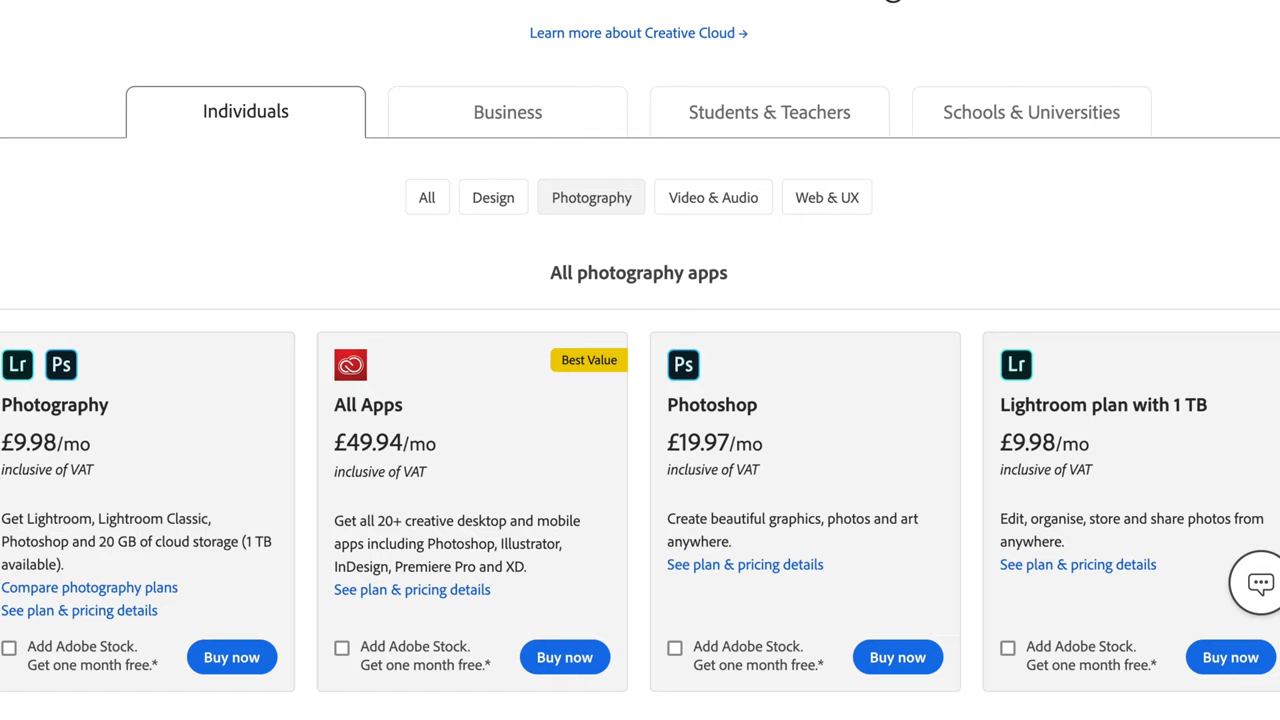 Learn more about Creative Cloud →
Individuals
Business
Students & Teachers
Schools & Universities
All
Design
Photography
Video & Audio
Web & UX
All photography apps
Lr Ps
Photography
£9.98/mo
inclusive of VAT
Get Lightroom, Lightroom Classic,
Photoshop and 20 GB of cloud storage (1 TB
available).
Compare photography plans
See plan & pricing details
Add Adobe Stock.
Get one month free.*
Buy now
Best Value
All Apps
£49.94/mo
inclusive of VAT
Get all 20+ creative desktop and mobile
apps including Photoshop, Illustrator,
InDesign, Premiere Pro and XD.
See plan & pricing details
Add Adobe Stock.
Get one month free.*
Buy now
Ps
Photoshop
£19.97/mo
inclusive of VAT
Create beautiful graphics, photos and art
anywhere.
See plan & pricing details
Add Adobe Stock.
Get one month free.*
Buy now
Lr
Lightroom plan with 1 TB
£9.98/mo
inclusive of VAT
Edit, organise, store and share photos from
anywhere.
See plan & pricing details
Add Adobe Stock.
Get one month free.*
Buy now